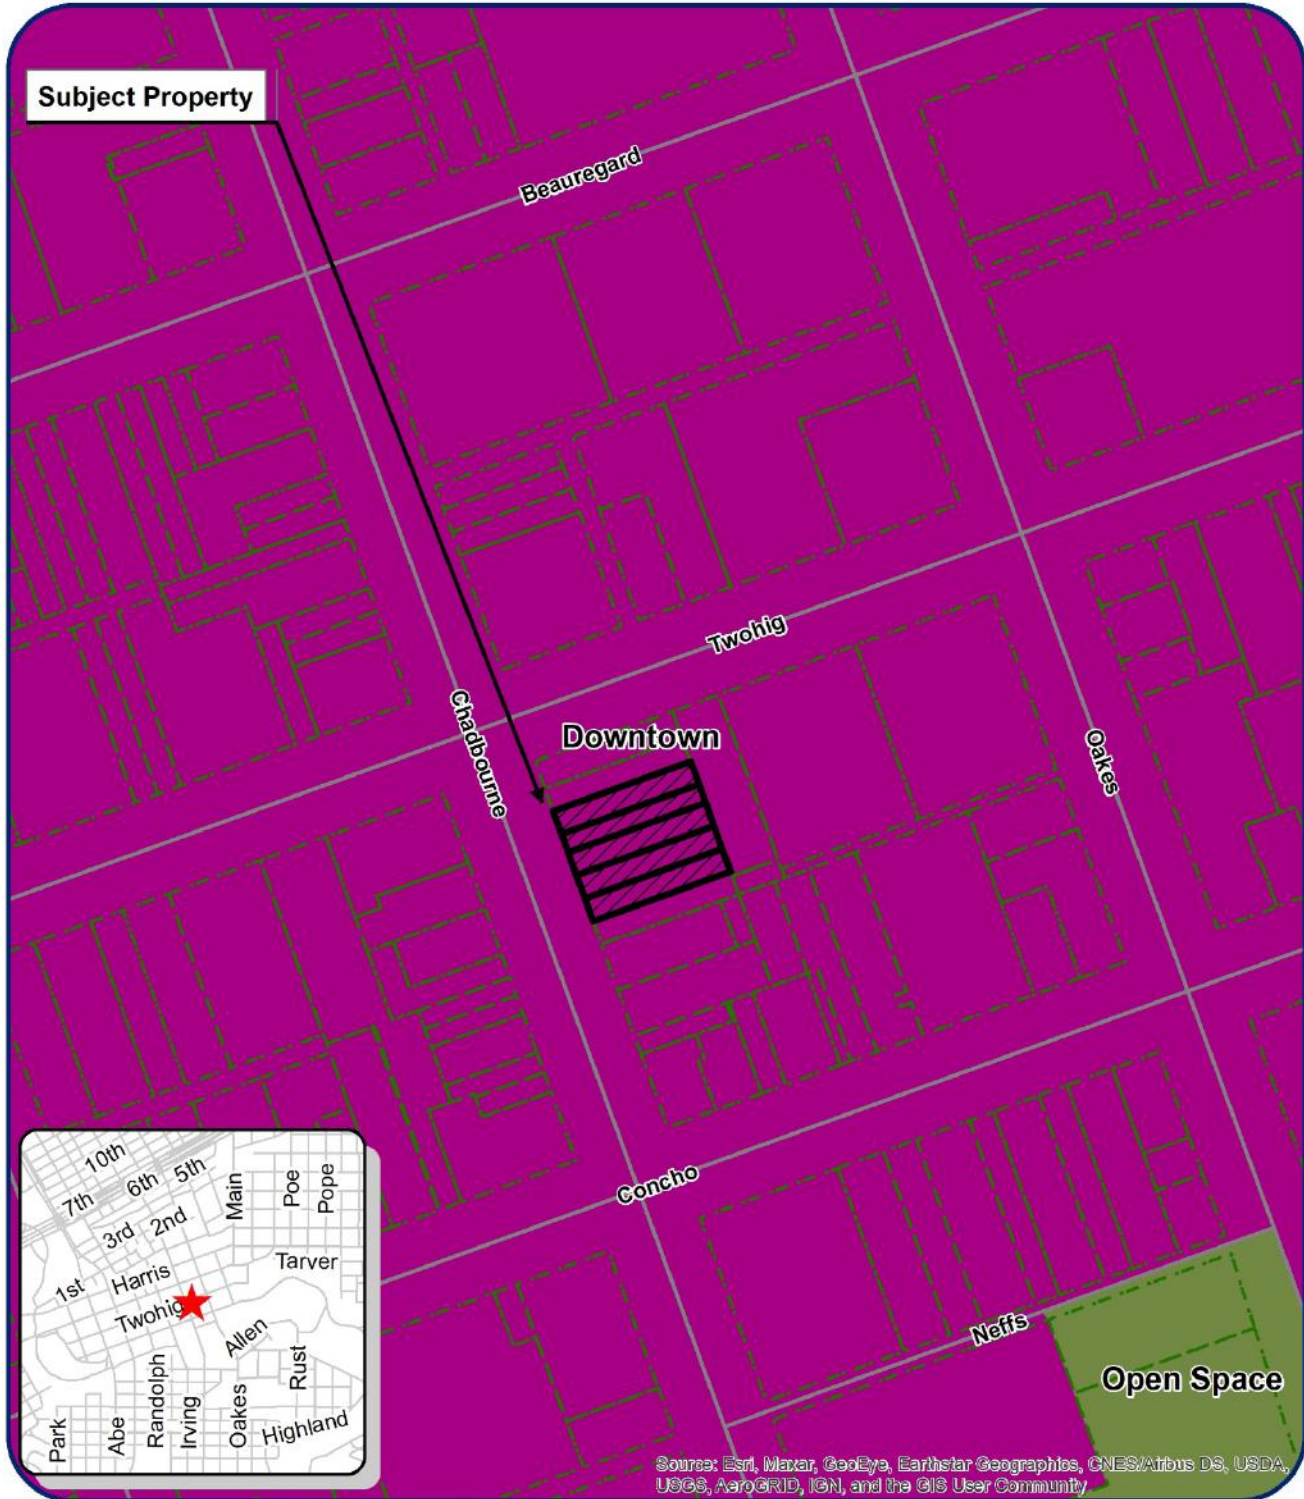 Subject Property
Beauregard
Twohig
Chadbourne
Downtown
Oakes
Concho
Neffs
Open Space
10th
7th
6th
5th
Main
Poe
Pope
3rd
2nd
Tarver
1st
Harris
Twohig
Allen
Rust
Randolph
Park
Abe
Irving
Oakes
Highland
Source: Esri, Maxar, GeoEye, Earthstar Geographics, CNES/Airbus DS, USDA,
USGS, AeroGRID, IGN, and the GIS User Community